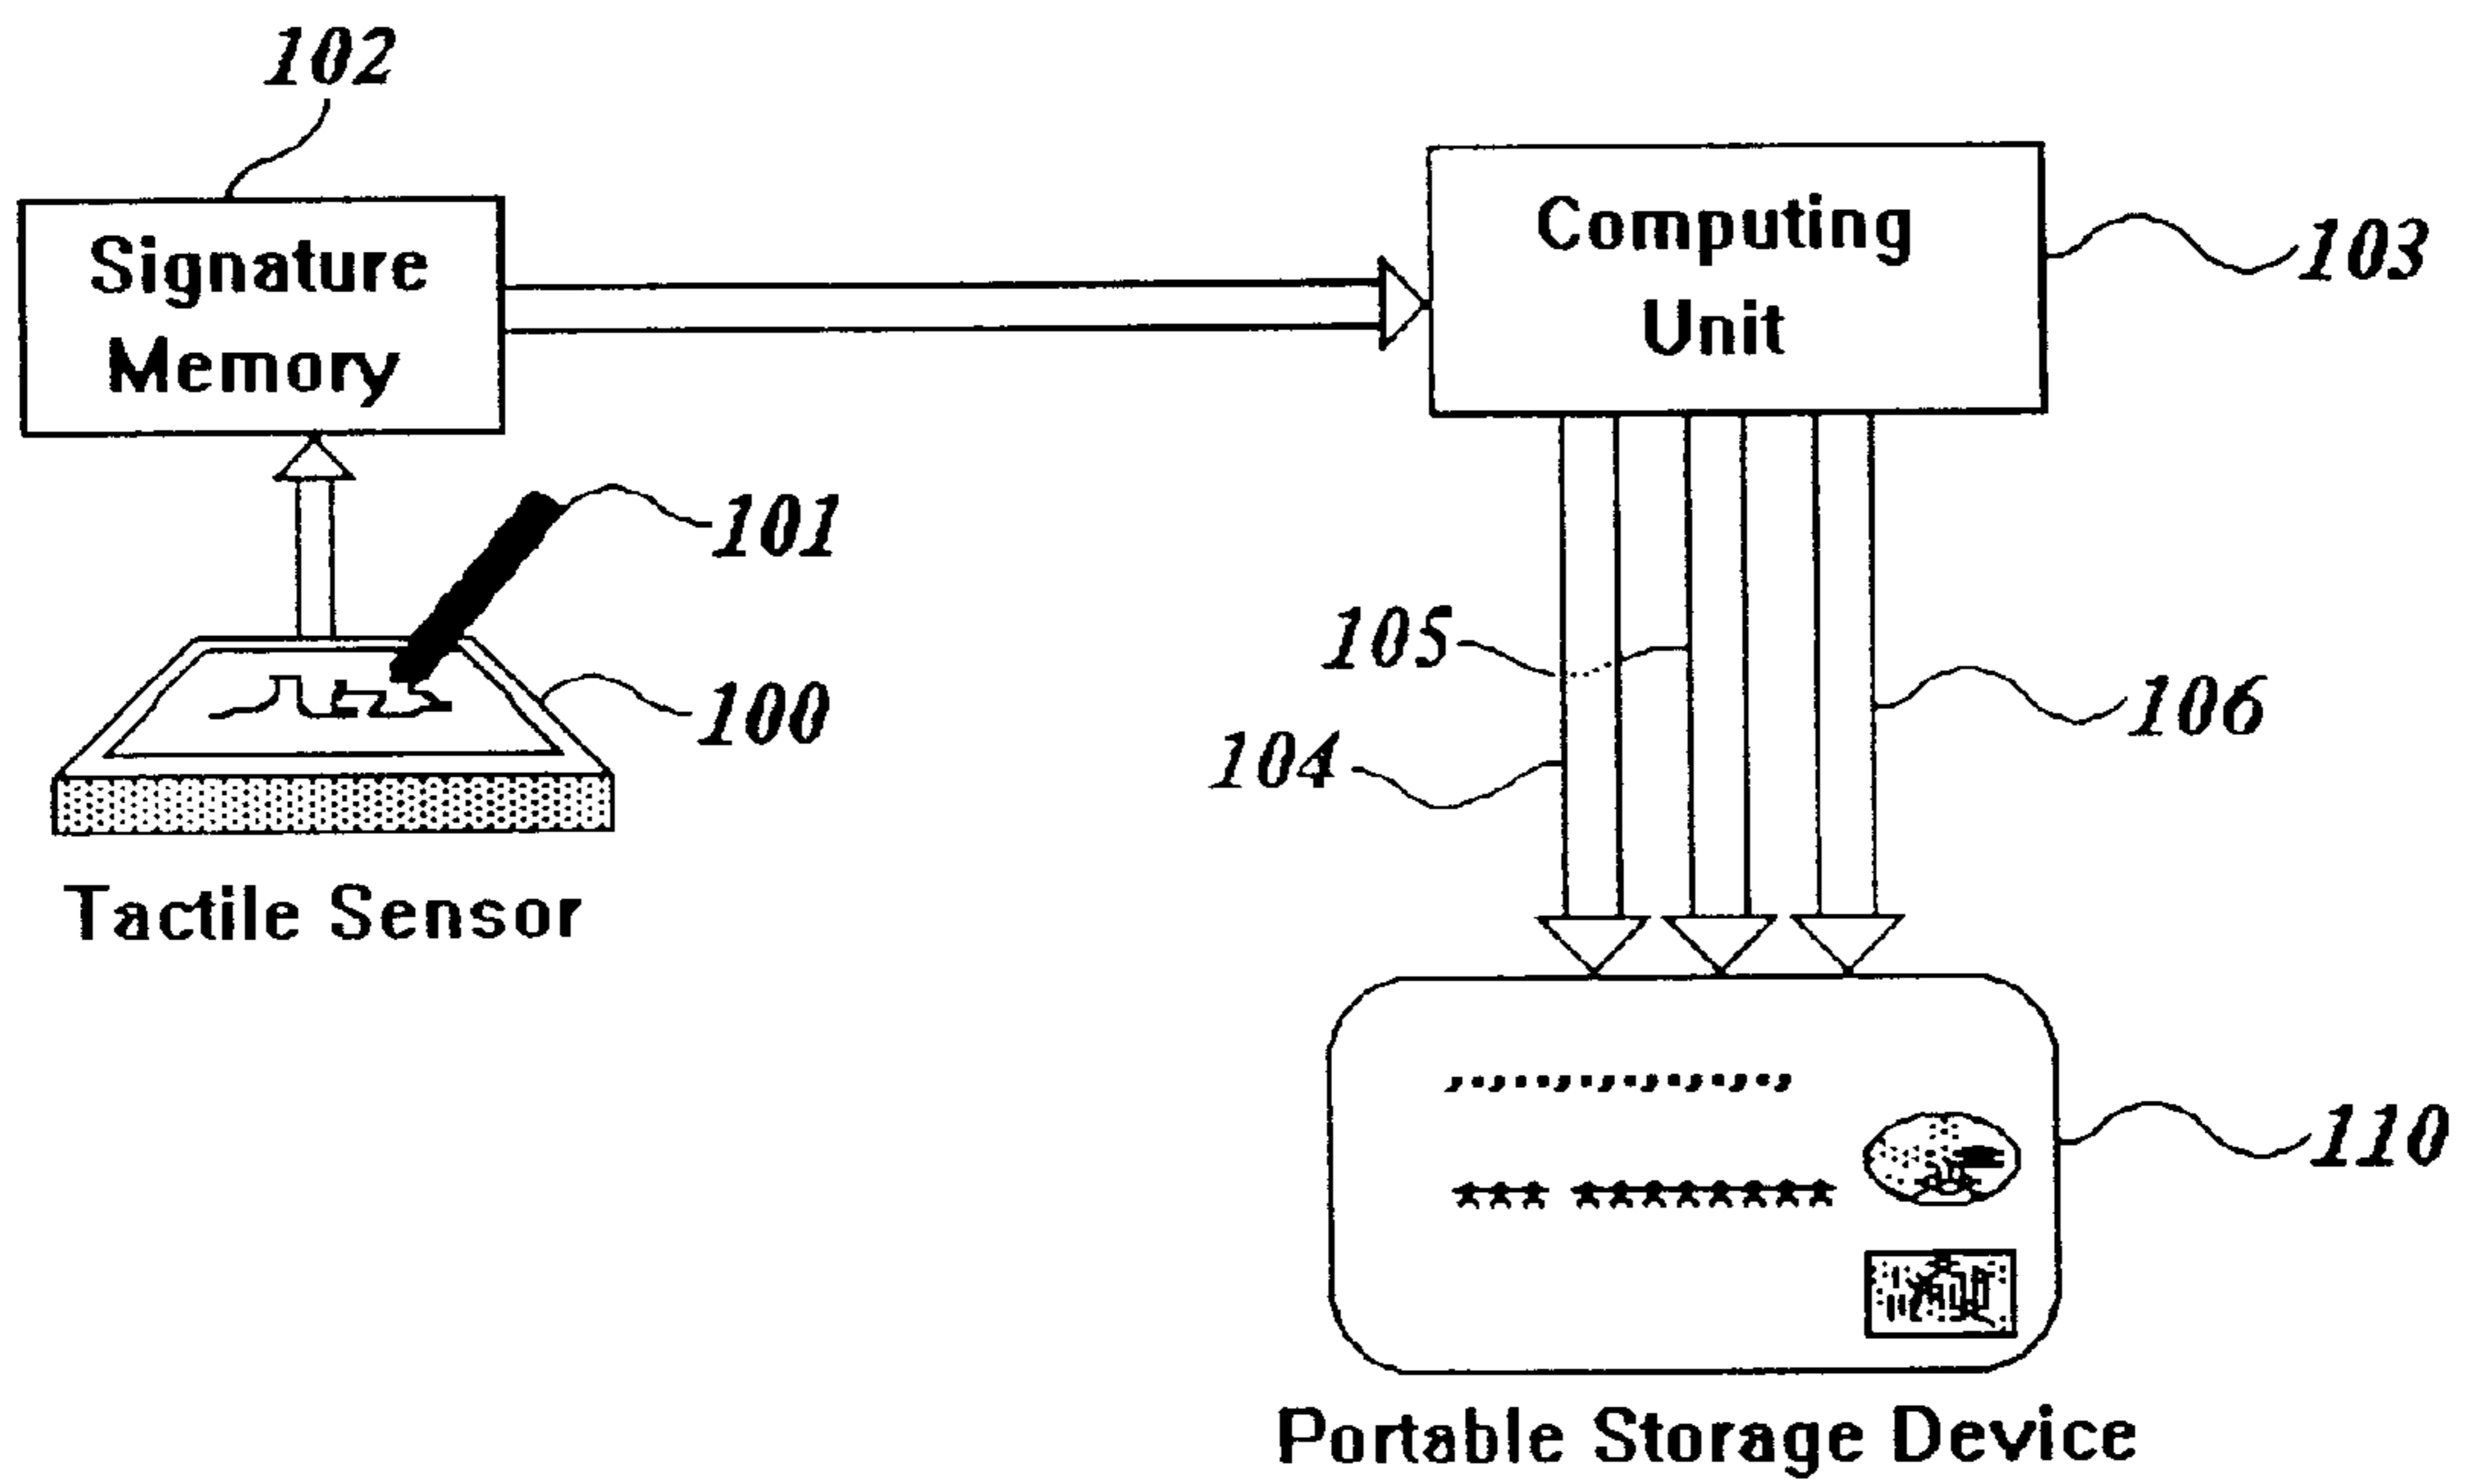 102
Signature
Memory
Computing
Unit
103
101
100
105
104
106
Tactile Sensor
110
Portable Storage Device